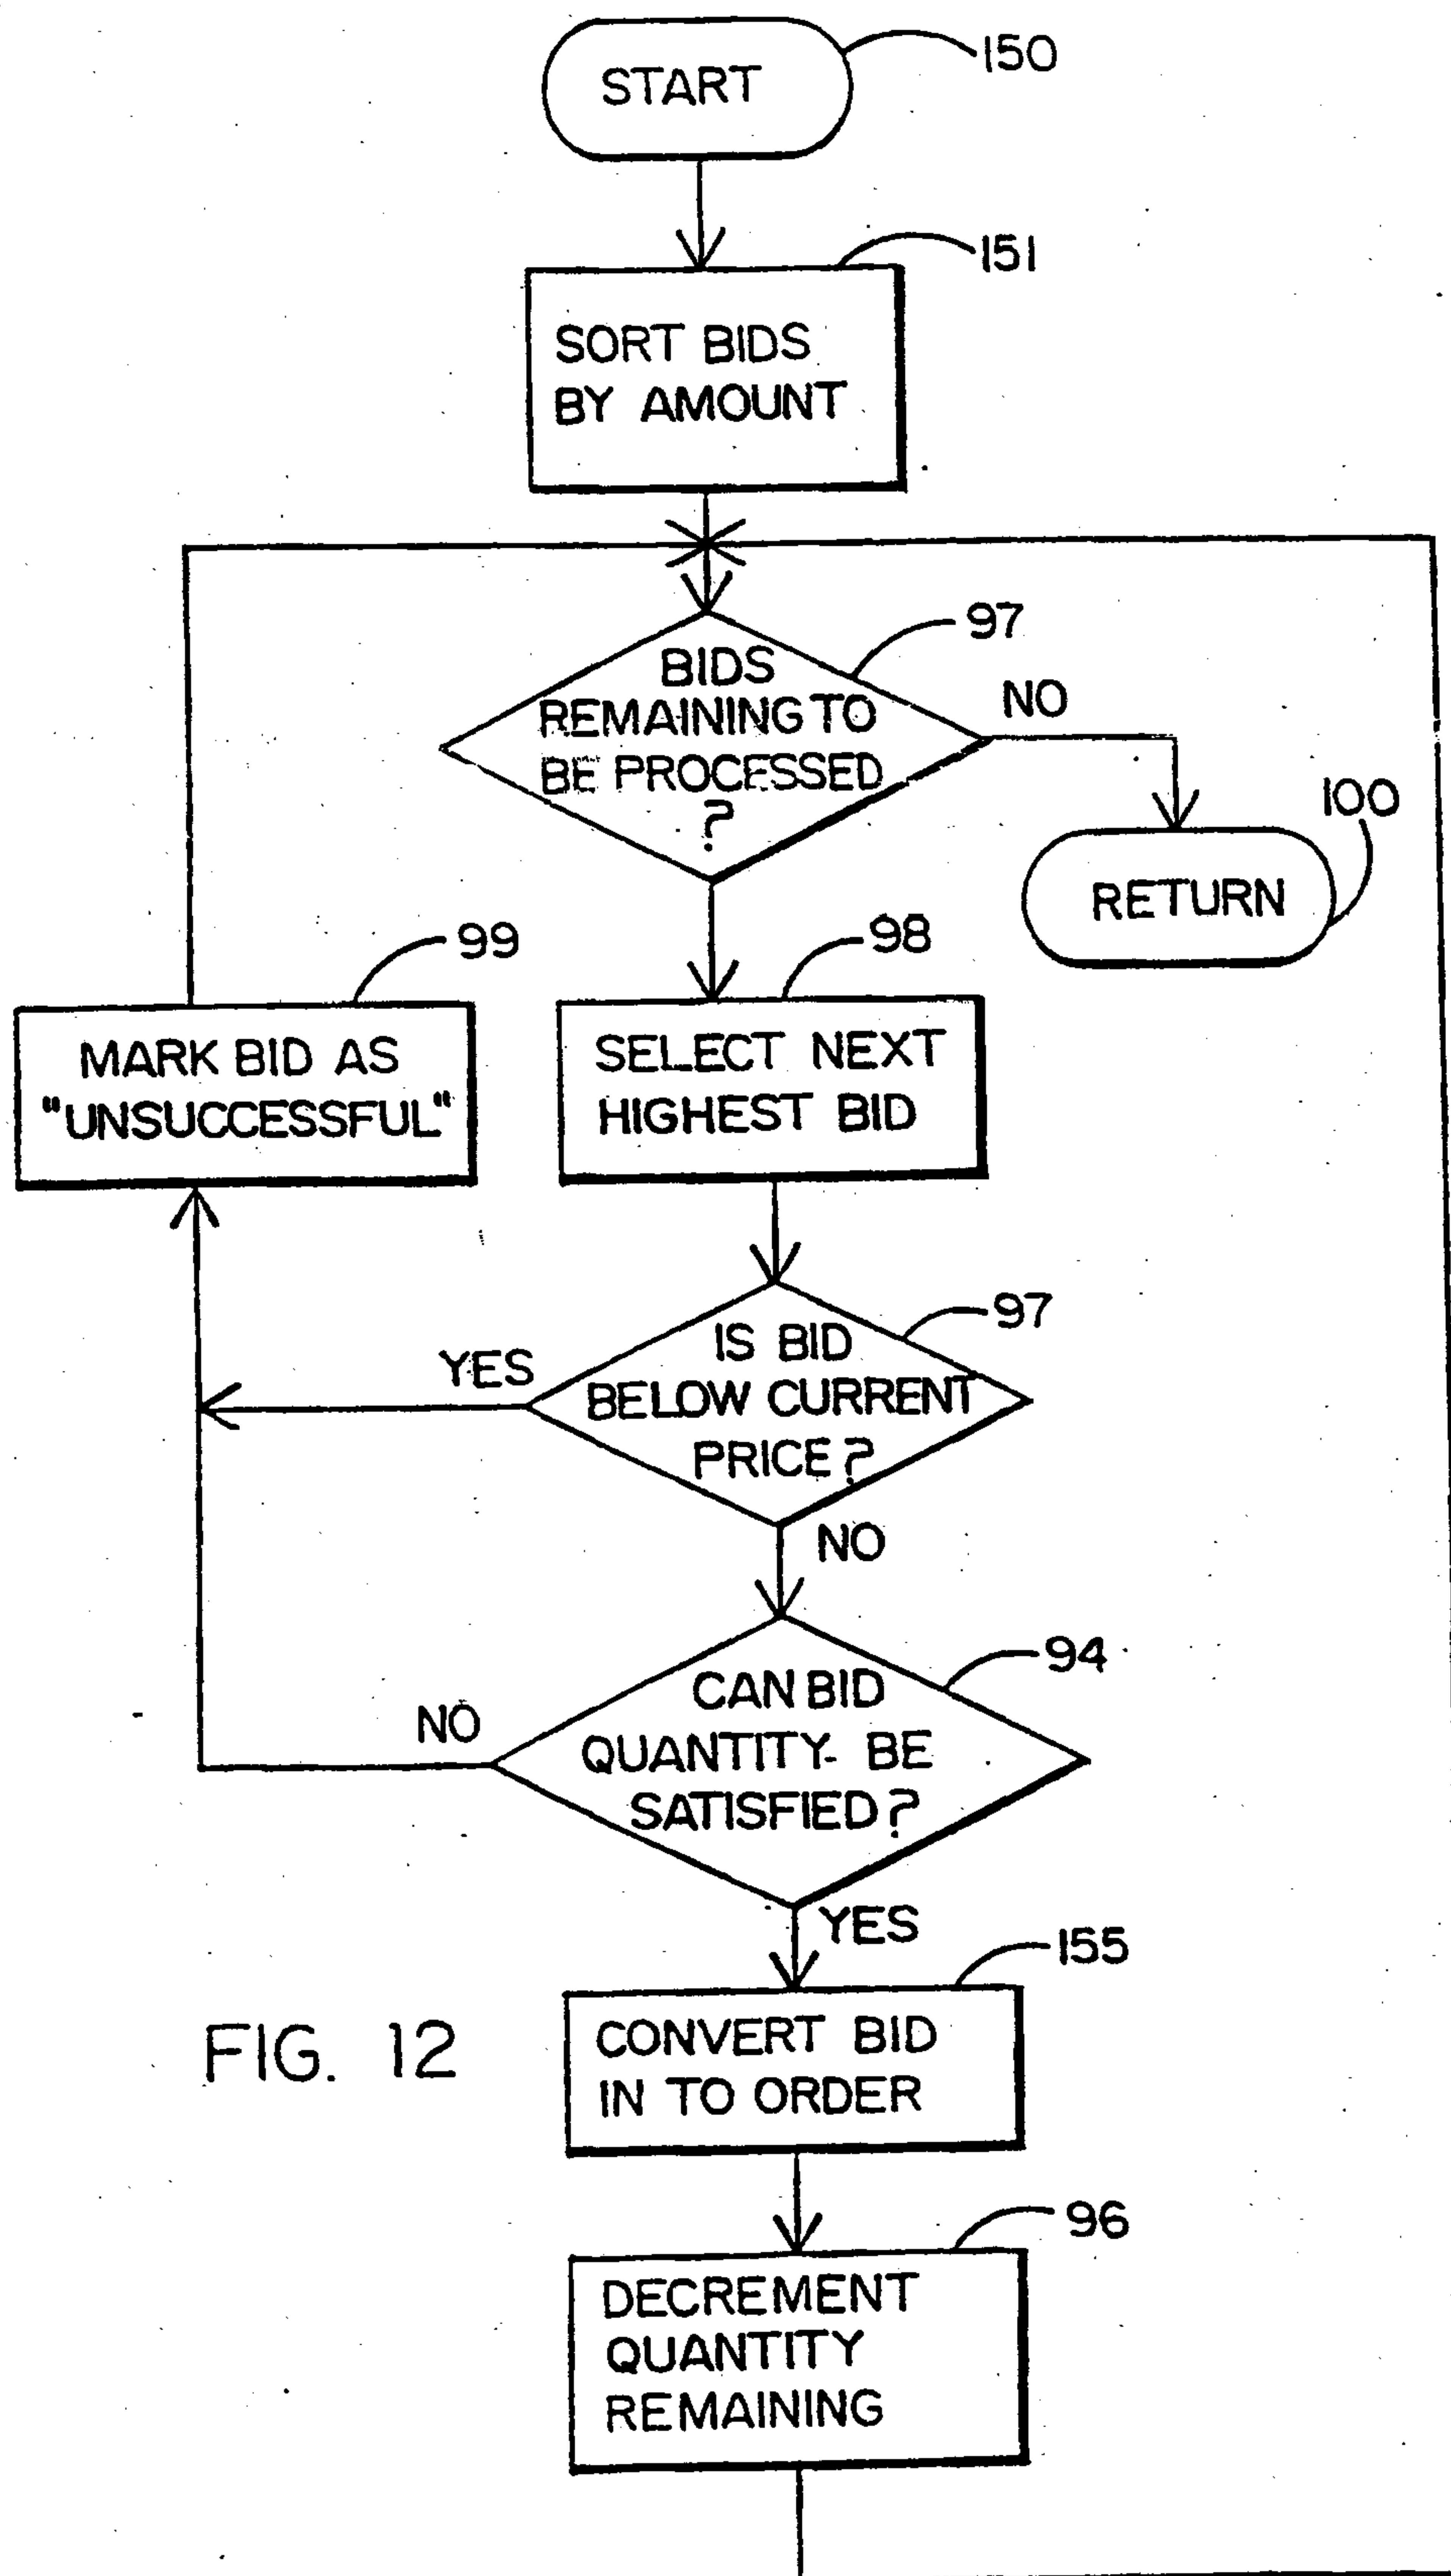 START
150
SORT BIDS
BY AMOUNT
151
BIDS
REMAINING TO
BE PROCESSED
?
97
NO
RETURN
100
MARK BID AS
"UNSUCCESSFUL"
99
SELECT NEXT
HIGHEST BID
98
IS BID
BELOW CURRENT
PRICE?
97
YES
NO
CAN BID
QUANTITY BE
SATISFIED?
94
NO
YES
CONVERT BID
IN TO ORDER
155
FIG. 12
DECREMENT
QUANTITY
REMAINING
96